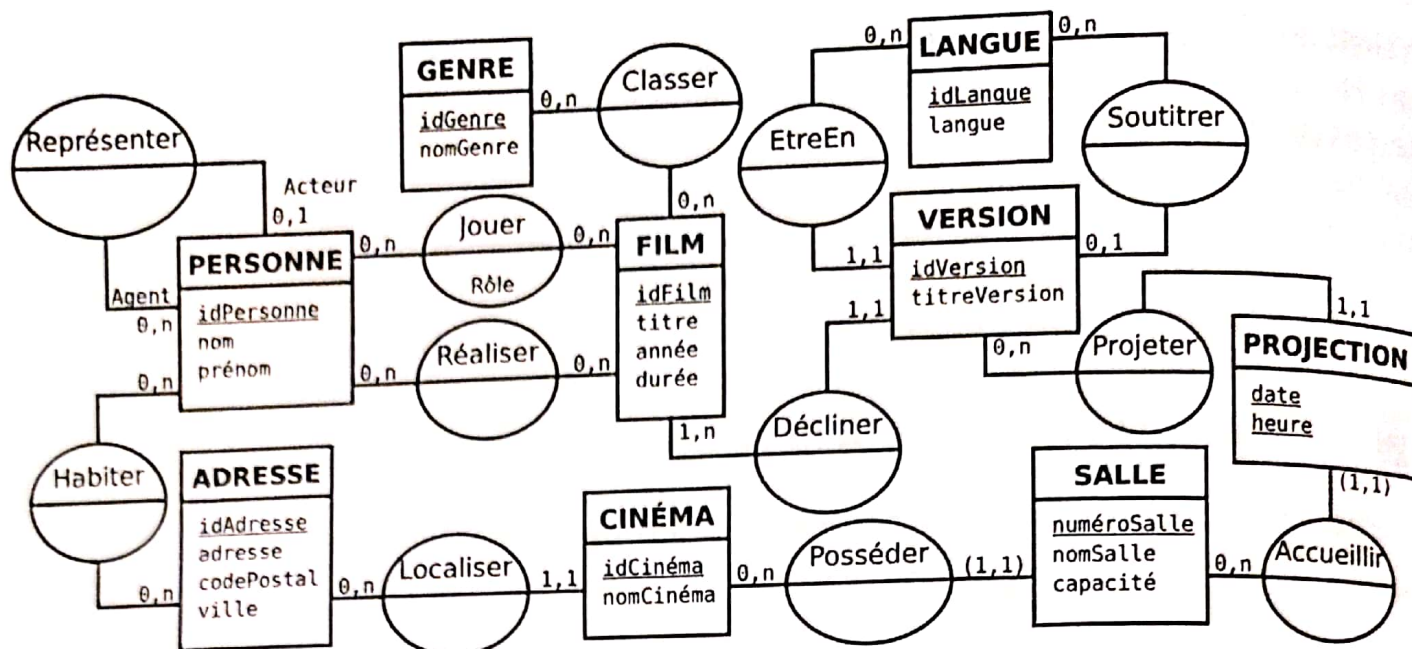 GENRE
idGenre
nomGenre
0,n
Classer
0,n
LANGUE
idLangue
langue
0,n
0,n
EtreEn
Soutitrer
Représenter
Acteur
0,1
Agent
0,n
PERSONNE
idPersonne
nom
prénom
0,n
Jouer
Rôle
0,n
0,n
Réaliser
0,n
0,n
FILM
idFilm
titre
année
durée
1,n
VERSION
idVersion
titreVersion
1,1
0,1
1,1
0,n
Projeter
1,1
PROJECTION
date
heure
(1,1)
Décliner
Habiter
0,n
ADRESSE
idAdresse
adresse
codePostal
ville
0,n
Localiser
1,1
CINÉMA
idCinéma
nomCinéma
0,n
Posséder
(1,1)
SALLE
numéroSalle
nomSalle
capacité
0,n
Accueillir